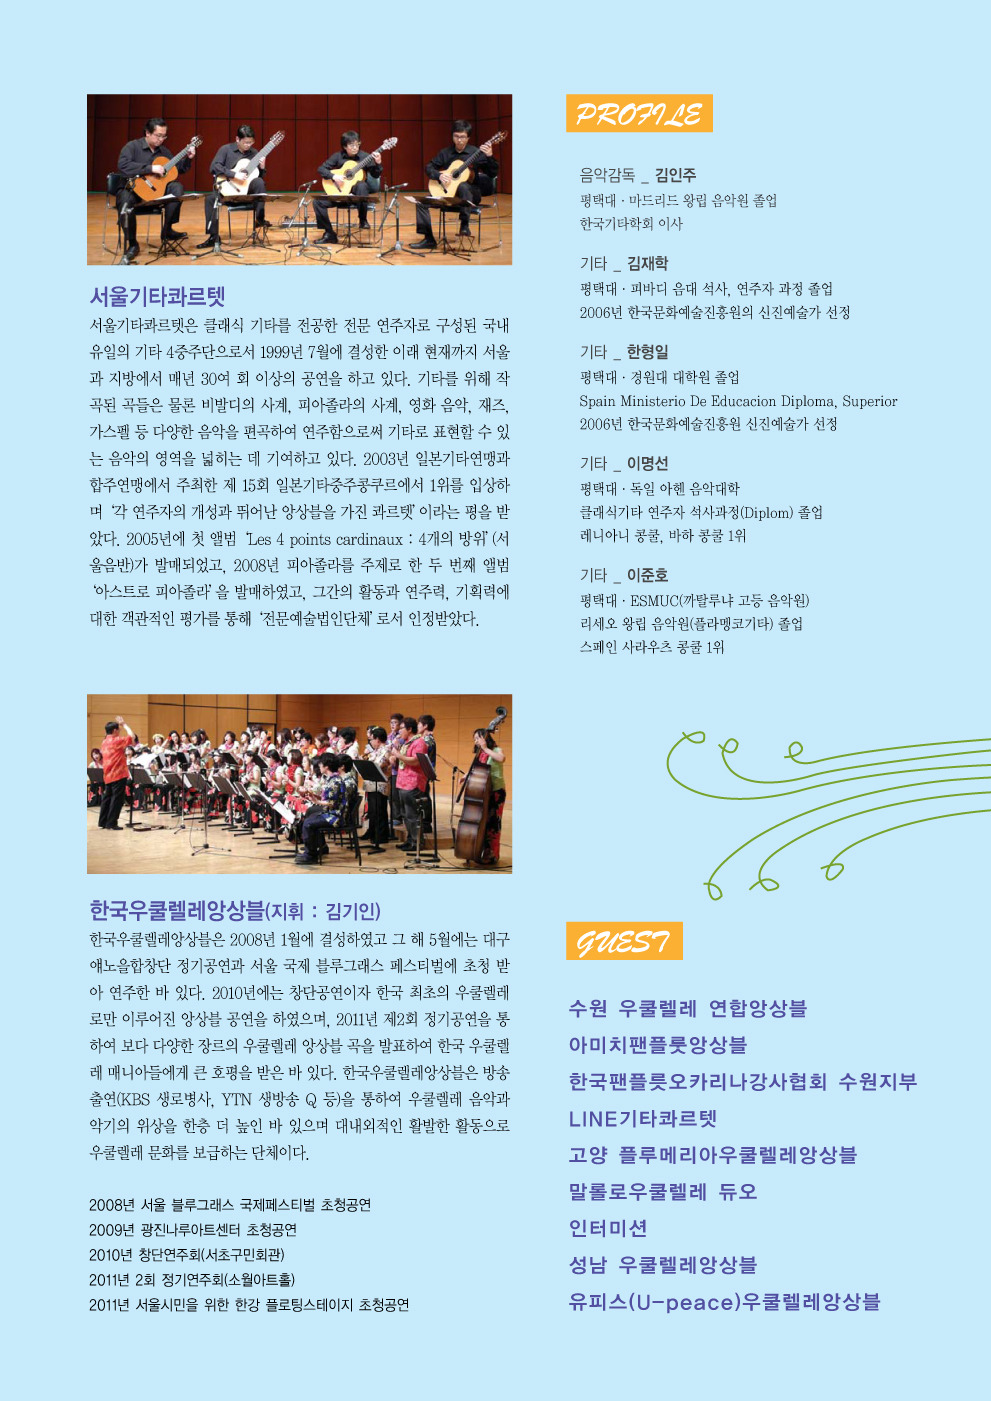 서울기타콰르텟
서울기타콰르텟은 클래식 기타를 전공한 전문 연주자로 구성된 국내
유일의 기타 4중주단으로서 1999년 7월에 결성한 이래 현재까지 서울
과 지방에서 매년 30여 회 이상의 공연을 하고 있다. 기타를 위해 작
곡된 곡들은 물론 비발디의 사계, 피아졸라의 사계, 영화 음악, 재즈,
가스펠 등 다양한 음악을 편곡하여 연주함으로써 기타로 표현할 수 있
는 음악의 영역을 넓히는 데 기여하고 있다. 2003년 일본기타연맹과
합주연맹에서 주최한 제 15회 일본기타중주콩쿠르에서 1위를 입상하
며 ‘각 연주자의 개성과 뛰어난 앙상블을 가진 콰르텟’ 이라는 평을 받
았다. 2005년에 첫 앨범 ‘Les 4 points cardinaux : 4개의 방위’ (서
울음반)가 발매되었고, 2008년 피아졸라를 주제로 한 두 번째 앨범
‘아스트로 피아졸라’ 을 발매하였고, 그간의 활동과 연주력, 기획력에
대한 객관적인 평가를 통해 ‘전문예술법인단체’ 로서 인정받았다.
한국우쿨렐레앙상블(지휘 : 김기인)
한국우쿨렐레앙상블은 2008년 1월에 결성하였고 그 해 5월에는 대구
얘노을합창단 정기공연과 서울 국제 블루그래스 페스티벌에 초청 받
아 연주한 바 있다. 2010년에는 창단공연이자 한국 최초의 우쿨렐레
로만 이루어진 앙상블 공연을 하였으며, 2011년 제2회 정기공연을 통
하여 보다 다양한 장르의 우쿨렐레 앙상블 곡을 발표하여 한국 우쿨렐
레 매니아들에게 큰 호평을 받은 바 있다. 한국우쿨렐레앙상블은 방송
출연(KBS 생로병사, YTN 생방송 Q 등)을 통하여 우쿨렐레 음악과
악기의 위상을 한층 더 높인 바 있으며 대내외적인 활발한 활동으로
우쿨렐레 문화를 보급하는 단체이다.
2008년 서울 블루그래스 국제페스티벌 초청공연
2009년 광진나루아트센터 초청공연
2010년 창단연주회(서초구민회관)
2011년 2회 정기연주회(소월아트홀)
2011년 서울시민을 위한 한강 플로팅스테이지 초청공연
PROFILE
음악감독 _ 김인주
평택대 · 마드리드 왕립 음악원 졸업
한국기타학회 이사
기타 _ 김재학
평택대 · 피바디 음대 석사, 연주자 과정 졸업
2006년 한국문화예술진흥원의 신진예술가 선정
기타 _ 한형일
평택대 · 경원대 대학원 졸업
Spain Ministerio De Educacion Diploma, Superior
2006년 한국문화예술진흥원 신진예술가 선정
기타 _ 이명선
평택대 · 독일 아헨 음악대학
클래식기타 연주자 석사과정(Diplom) 졸업
레니아니 콩쿨, 바하 콩쿨 1위
기타 _ 이준호
평택대 · ESMUC(까탈루냐 고등 음악원)
리세오 왕립 음악원(플라멩코기타) 졸업
스페인 사라우츠 콩쿨 1위
GUEST
수원 우쿨렐레 연합앙상블
아미치팬플룻앙상블
한국팬플릇오카리나강사협회 수원지부
LINE기타콰르텟
고양 플루메리아우쿨렐레앙상블
말롤로우쿨렐레 듀오
인터미션
성남 우쿨렐레앙상블
유피스(U-peace)우쿨렐레앙상블